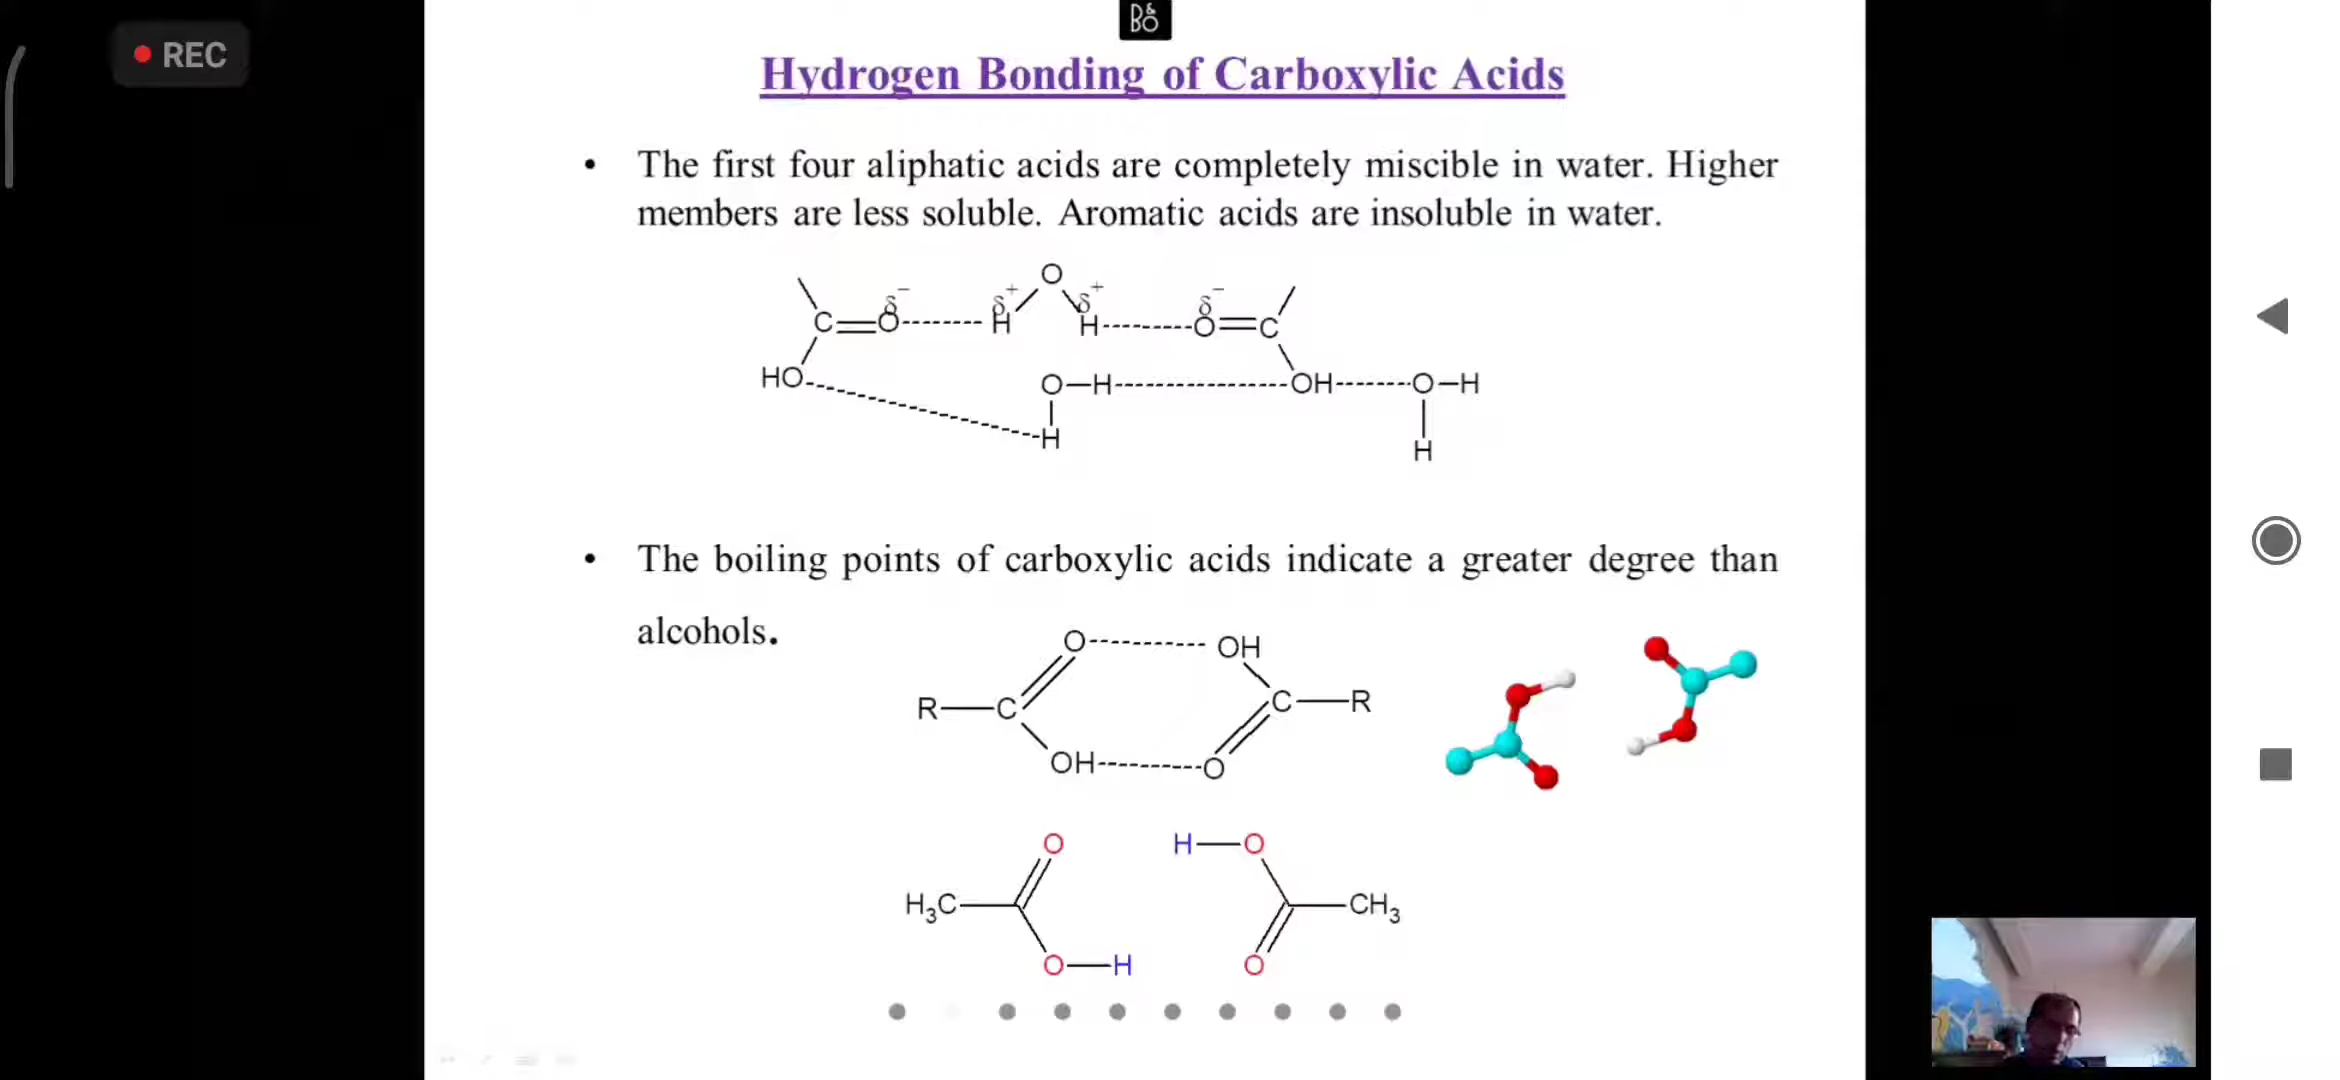 B&O
REC
Hydrogen Bonding of Carboxylic Acids
• The first four aliphatic acids are completely miscible in water. Higher
members are less soluble. Aromatic acids are insoluble in water.
O
δ− δ+ δ+ δ−
C O H H O C
HO O H OH O H
H H
• The boiling points of carboxylic acids indicate a greater degree than
alcohols.
O OH
R C C R
OH O
O H O
H3C CH3
O H O